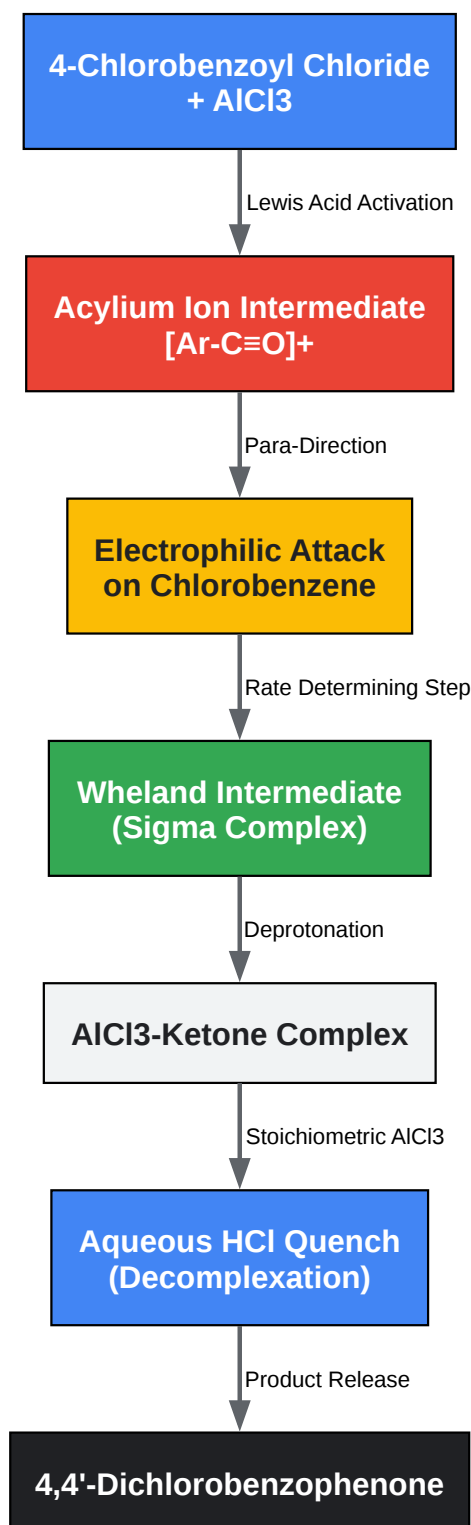 4-Chlorobenzoyl Chloride
+ AlCl3
Lewis Acid Activation
Acylium Ion Intermediate
[Ar-C≡O]+
Para-Direction
Electrophilic Attack
on Chlorobenzene
Rate Determining Step
Wheland Intermediate
(Sigma Complex)
Deprotonation
AlCl3-Ketone Complex
Stoichiometric AlCl3
Aqueous HCl Quench
(Decomplexation)
Product Release
4,4'-Dichlorobenzophenone